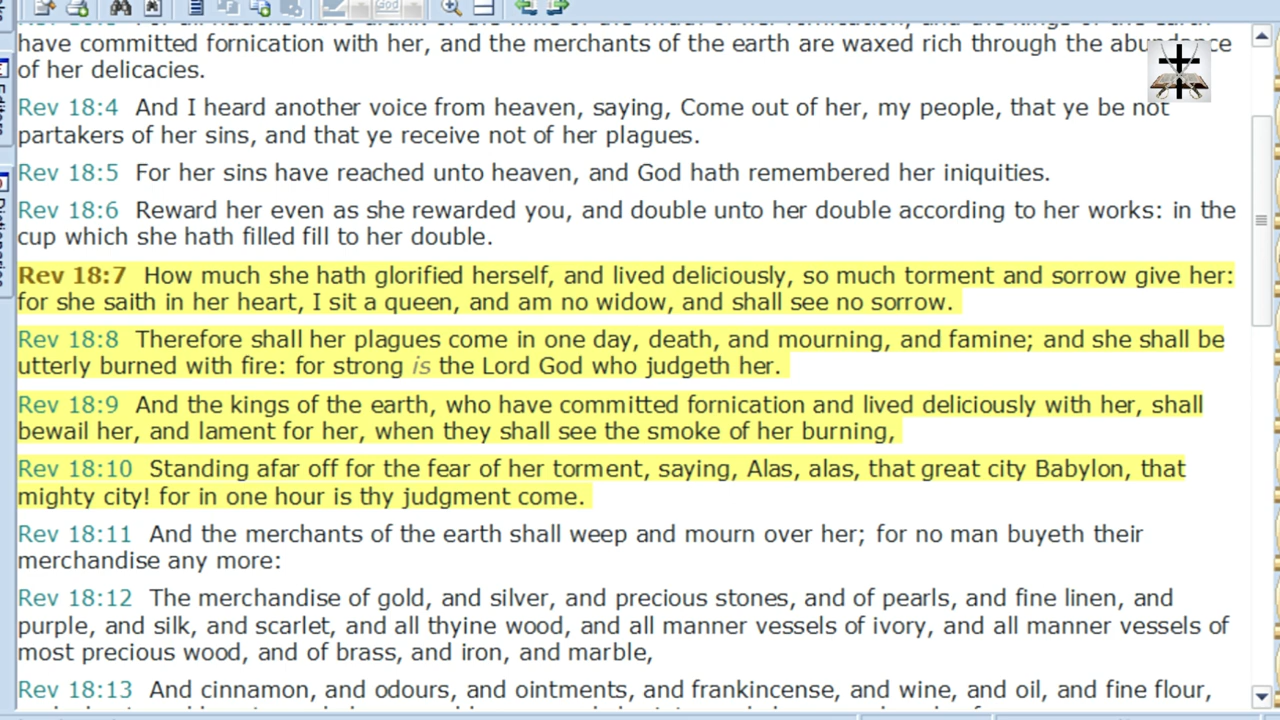 have committed fornication with her, and the merchants of the earth are waxed rich through the abundance
of her delicacies.
Rev 18:4 And I heard another voice from heaven, saying, Come out of her, my people, that ye be not
partakers of her sins, and that ye receive not of her plagues.
Rev 18:5 For her sins have reached unto heaven, and God hath remembered her iniquities.
Rev 18:6 Reward her even as she rewarded you, and double unto her double according to her works: in the
cup which she hath filled fill to her double.
Rev 18:7 How much she hath glorified herself, and lived deliciously, so much torment and sorrow give her:
for she saith in her heart, I sit a queen, and am no widow, and shall see no sorrow.
Rev 18:8 Therefore shall her plagues come in one day, death, and mourning, and famine; and she shall be
utterly burned with fire: for strong is the Lord God who judgeth her.
Rev 18:9 And the kings of the earth, who have committed fornication and lived deliciously with her, shall
bewail her, and lament for her, when they shall see the smoke of her burning,
Rev 18:10 Standing afar off for the fear of her torment, saying, Alas, alas, that great city Babylon, that
mighty city! for in one hour is thy judgment come.
Rev 18:11 And the merchants of the earth shall weep and mourn over her; for no man buyeth their
merchandise any more:
Rev 18:12 The merchandise of gold, and silver, and precious stones, and of pearls, and fine linen, and
purple, and silk, and scarlet, and all thyine wood, and all manner vessels of ivory, and all manner vessels of
most precious wood, and of brass, and iron, and marble,
Rev 18:13 And cinnamon, and odours, and ointments, and frankincense, and wine, and oil, and fine flour,